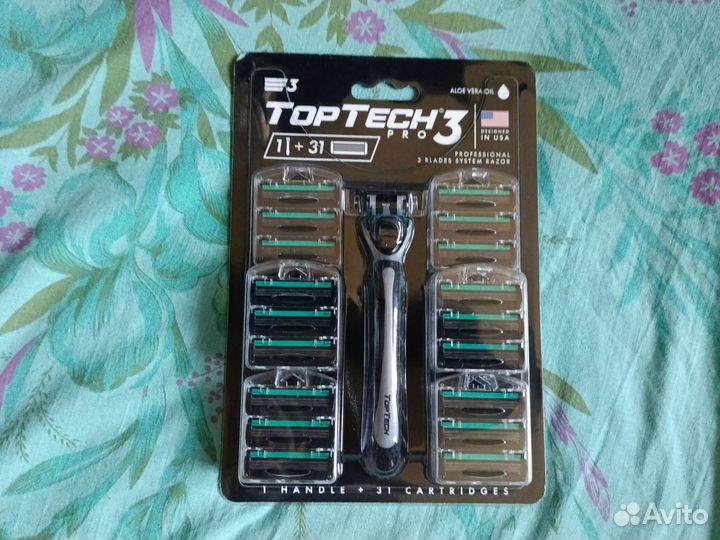 3
ALOE VERA OIL
TOPTECH® 3
PRO
DESIGNED
IN USA
1 + 31
PROFESSIONAL
3 BLADES SYSTEM RAZOR
TOPTECH
1 HANDLE + 31 CARTRIDGES
Avito